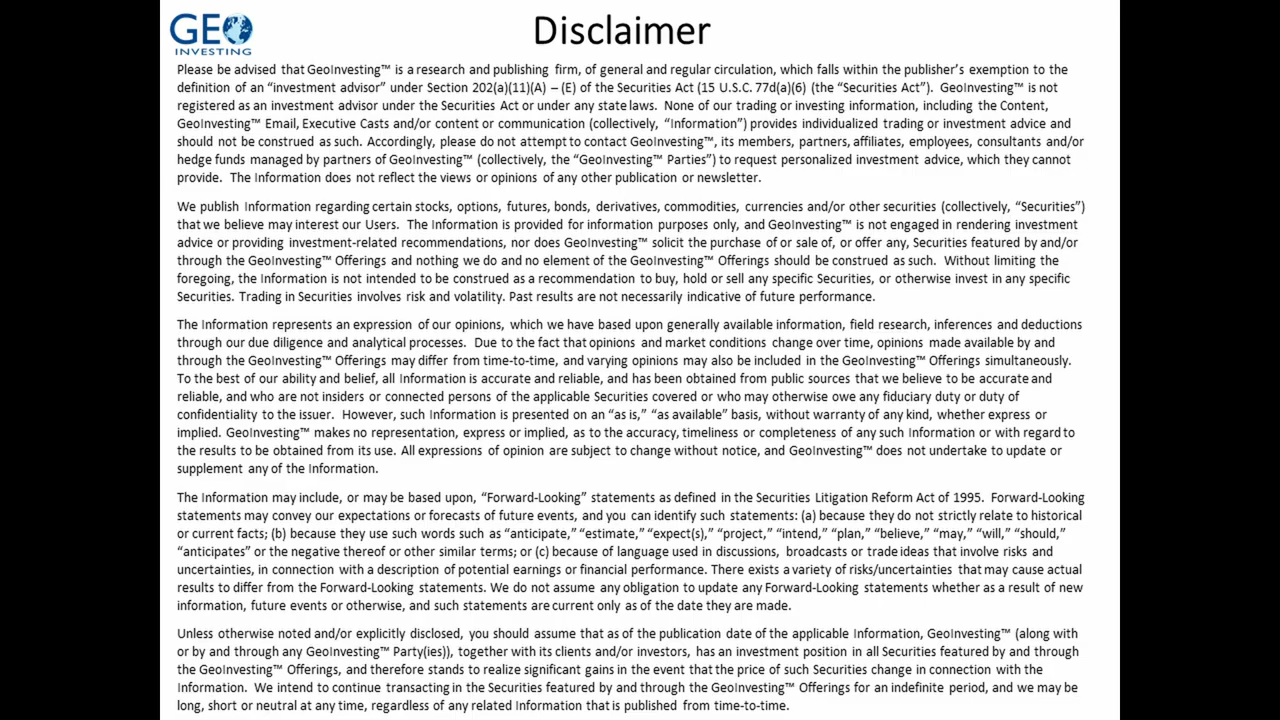 GEO
INVESTING
Disclaimer
Please be advised that GeoInvesting™ is a research and publishing firm, of general and regular circulation, which falls within the publisher’s exemption to the
definition of an “investment advisor” under Section 202(a)(11)(A) – (E) of the Securities Act (15 U.S.C. 77d(a)(6) (the “Securities Act”). GeoInvesting™ is not
registered as an investment advisor under the Securities Act or under any state laws. None of our trading or investing information, including the Content,
GeoInvesting™ Email, Executive Casts and/or content or communication (collectively, “Information”) provides individualized trading or investment advice and
should not be construed as such. Accordingly, please do not attempt to contact GeoInvesting™, its members, partners, affiliates, employees, consultants and/or
hedge funds managed by partners of GeoInvesting™ (collectively, the “GeoInvesting™ Parties”) to request personalized investment advice, which they cannot
provide. The Information does not reflect the views or opinions of any other publication or newsletter.
We publish Information regarding certain stocks, options, futures, bonds, derivatives, commodities, currencies and/or other securities (collectively, “Securities”)
that we believe may interest our Users. The Information is provided for information purposes only, and GeoInvesting™ is not engaged in rendering investment
advice or providing investment-related recommendations, nor does GeoInvesting™ solicit the purchase of or sale of, or offer any, Securities featured by and/or
through the GeoInvesting™ Offerings and nothing we do and no element of the GeoInvesting™ Offerings should be construed as such. Without limiting the
foregoing, the Information is not intended to be construed as a recommendation to buy, hold or sell any specific Securities, or otherwise invest in any specific
Securities. Trading in Securities involves risk and volatility. Past results are not necessarily indicative of future performance.
The Information represents an expression of our opinions, which we have based upon generally available information, field research, inferences and deductions
through our due diligence and analytical processes. Due to the fact that opinions and market conditions change over time, opinions made available by and
through the GeoInvesting™ Offerings may differ from time-to-time, and varying opinions may also be included in the GeoInvesting™ Offerings simultaneously.
To the best of our ability and belief, all Information is accurate and reliable, and has been obtained from public sources that we believe to be accurate and
reliable, and who are not insiders or connected persons of the applicable Securities covered or who may otherwise owe any fiduciary duty or duty of
confidentiality to the issuer. However, such Information is presented on an “as is,” “as available” basis, without warranty of any kind, whether express or
implied. GeoInvesting™ makes no representation, express or implied, as to the accuracy, timeliness or completeness of any such Information or with regard to
the results to be obtained from its use. All expressions of opinion are subject to change without notice, and GeoInvesting™ does not undertake to update or
supplement any of the Information.
The Information may include, or may be based upon, “Forward-Looking” statements as defined in the Securities Litigation Reform Act of 1995. Forward-Looking
statements may convey our expectations or forecasts of future events, and you can identify such statements: (a) because they do not strictly relate to historical
or current facts; (b) because they use such words such as “anticipate,” “estimate,” “expect(s),” “project,” “intend,” “plan,” “believe,” “may,” “will,” “should,”
“anticipates” or the negative thereof or other similar terms; or (c) because of language used in discussions, broadcasts or trade ideas that involve risks and
uncertainties, in connection with a description of potential earnings or financial performance. There exists a variety of risks/uncertainties that may cause actual
results to differ from the Forward-Looking statements. We do not assume any obligation to update any Forward-Looking statements whether as a result of new
information, future events or otherwise, and such statements are current only as of the date they are made.
Unless otherwise noted and/or explicitly disclosed, you should assume that as of the publication date of the applicable Information, GeoInvesting™ (along with
or by and through any GeoInvesting™ Party(ies)), together with its clients and/or investors, has an investment position in all Securities featured by and through
the GeoInvesting™ Offerings, and therefore stands to realize significant gains in the event that the price of such Securities change in connection with the
Information. We intend to continue transacting in the Securities featured by and through the GeoInvesting™ Offerings for an indefinite period, and we may be
long, short or neutral at any time, regardless of any related Information that is published from time-to-time.